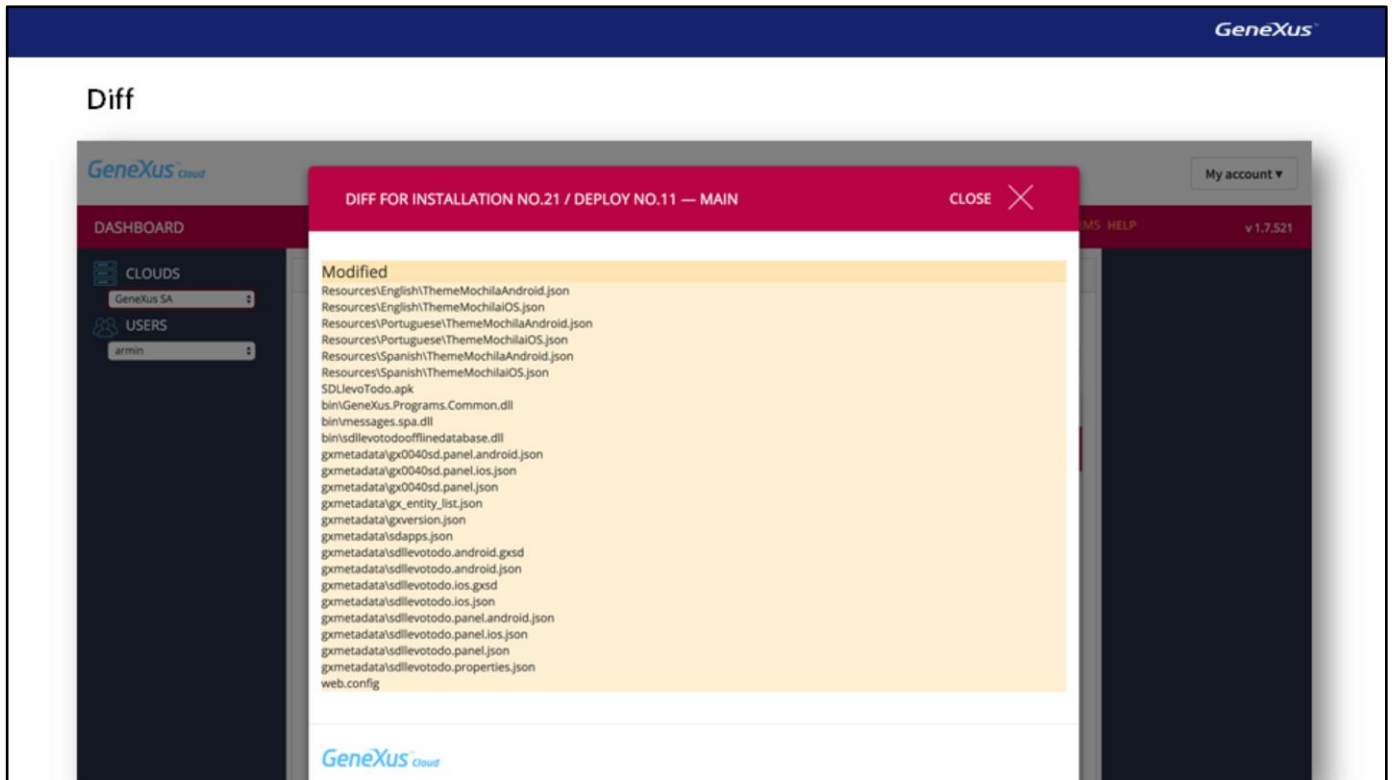 GeneXus™
Diff
GeneXus™ Cloud
My account ▼
DIFF FOR INSTALLATION NO.21 / DEPLOY NO.11 — MAIN
CLOSE
DASHBOARD
HELP
v 1.7.521
CLOUDS
GeneXus SA
USERS
armin
Modified
Resources\English\ThemeMochilaAndroid.json
Resources\English\ThemeMochilaiOS.json
Resources\Portuguese\ThemeMochilaAndroid.json
Resources\Portuguese\ThemeMochilaiOS.json
Resources\Spanish\ThemeMochilaAndroid.json
Resources\Spanish\ThemeMochilaiOS.json
SDLlevoTodo.apk
bin\GeneXus.Programs.Common.dll
bin\messages.spa.dll
bin\sdllevotodoofflinedatabase.dll
gxmetadata\gx0040sd.panel.android.json
gxmetadata\gx0040sd.panel.ios.json
gxmetadata\gx0040sd.panel.json
gxmetadata\gx_entity_list.json
gxmetadata\gxversion.json
gxmetadata\sdapps.json
gxmetadata\sdllevotodo.android.gxsd
gxmetadata\sdllevotodo.android.json
gxmetadata\sdllevotodo.ios.gxsd
gxmetadata\sdllevotodo.ios.json
gxmetadata\sdllevotodo.panel.android.json
gxmetadata\sdllevotodo.panel.ios.json
gxmetadata\sdllevotodo.panel.json
gxmetadata\sdllevotodo.properties.json
web.config
GeneXus™ Cloud